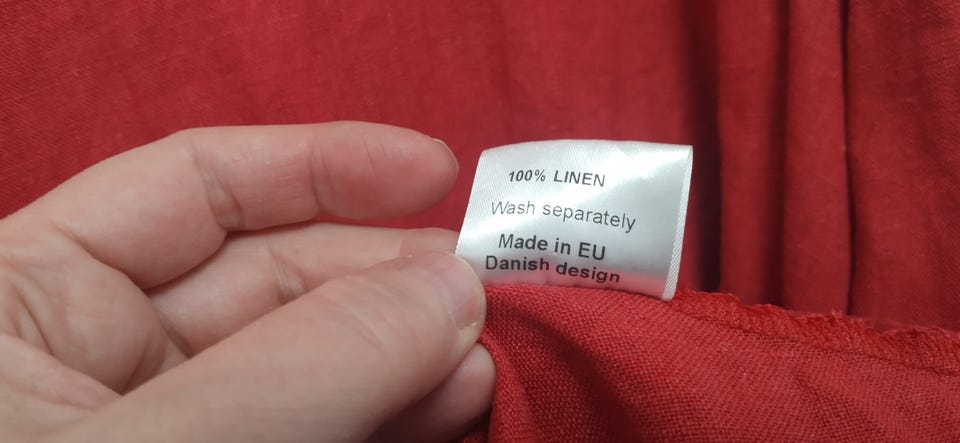 100% LINEN
Wash separately
Made in EU
Danish design